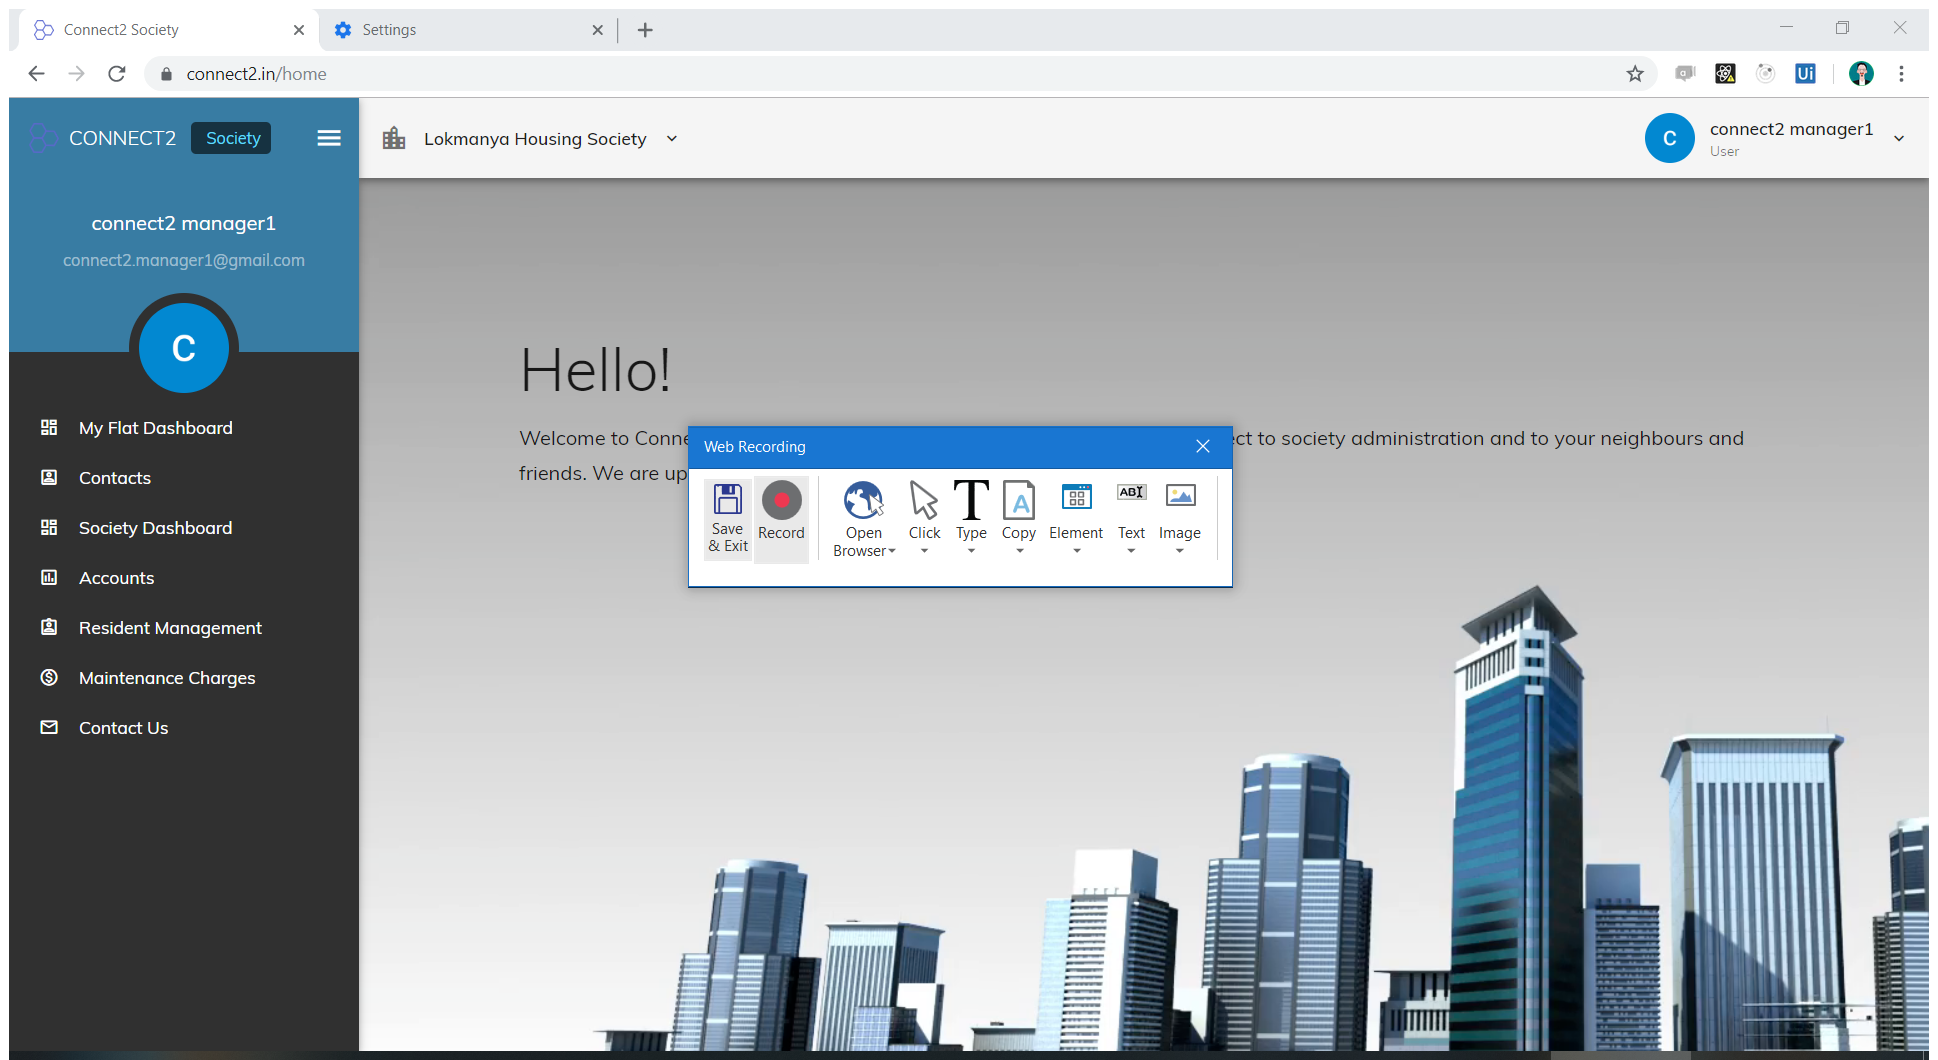 Connect2 Society
Settings
connect2.in/home
CONNECT2 Society
Lokmanya Housing Society
C
connect2 manager1
User
connect2 manager1
connect2.manager1@gmail.com
C
My Flat Dashboard
Contacts
Society Dashboard
Accounts
Resident Management
Maintenance Charges
Contact Us
Hello!
Welcome to Conne ct to society administration and to your neighbours and
friends. We are up
Web Recording
Save
& Exit
Record
Open
Browser
Click
T
Type
A
Copy
Element
AB
Text
Image
Ui